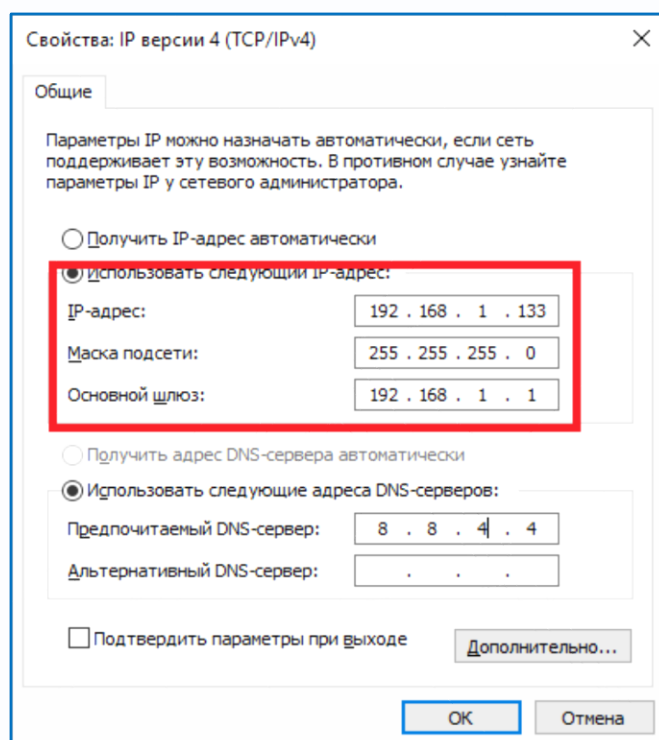 Свойства: IP версии 4 (TCP/IPv4)
Общие
Параметры IP можно назначать автоматически, если сеть
поддерживает эту возможность. В противном случае узнайте
параметры IP у сетевого администратора.
Получить IP-адрес автоматически
Использовать следующий IP-адрес:
IP-адрес: 192 . 168 . 1 . 133
Маска подсети: 255 . 255 . 255 . 0
Основной шлюз: 192 . 168 . 1 . 1
Получить адрес DNS-сервера автоматически
Использовать следующие адреса DNS-серверов:
Предпочитаемый DNS-сервер: 8 . 8 . 4 . 4
Альтернативный DNS-сервер: . . .
Подтвердить параметры при выходе
Дополнительно...
ОК Отмена